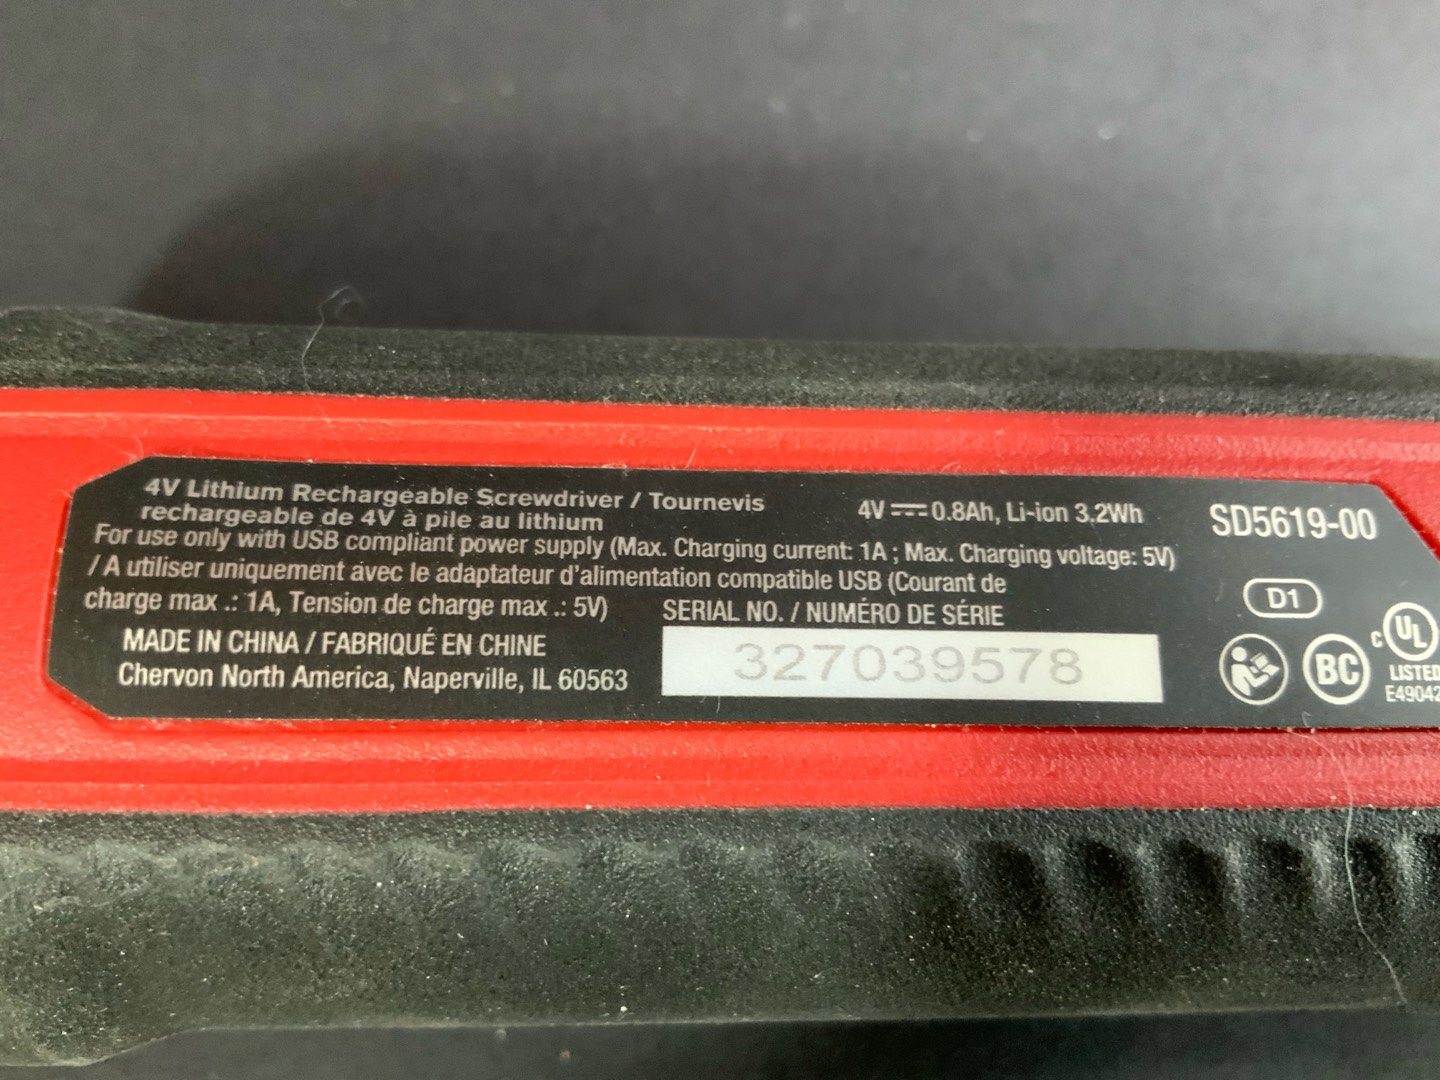 4V Lithium Rechargeable Screwdriver / Tournevis
rechargeable de 4V à pile au lithium
4V ⎓ 0.8Ah, Li-ion 3.2Wh
SD5619-00
For use only with USB compliant power supply (Max. Charging current: 1A ; Max. Charging voltage: 5V)
/ A utiliser uniquement avec le adaptateur d'alimentation compatible USB (Courant de
charge max .: 1A, Tension de charge max .: 5V)
SERIAL NO. / NUMÉRO DE SÉRIE
327039578
MADE IN CHINA / FABRIQUÉ EN CHINE
Chervon North America, Naperville, IL 60563
D1
BC
C UL
LISTED
E49042